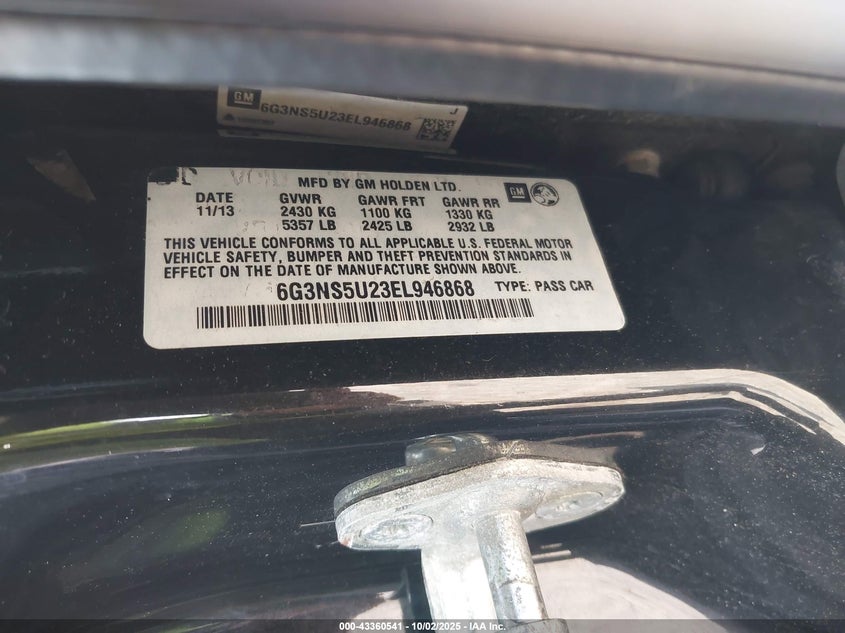 GM
6G3NS5U23EL946868
J
VOID
MFD BY GM HOLDEN LTD.
GM
DATE GVWR GAWR FRT GAWR RR
11/13 2430 KG 1100 KG 1330 KG
5357 LB 2425 LB 2932 LB
THIS VEHICLE CONFORMS TO ALL APPLICABLE U.S. FEDERAL MOTOR
VEHICLE SAFETY, BUMPER AND THEFT PREVENTION STANDARDS IN
EFFECT ON THE DATE OF MANUFACTURE SHOWN ABOVE.
6G3NS5U23EL946868 TYPE: PASS CAR
000-43360541 - 10/02/2025 - IAA Inc.